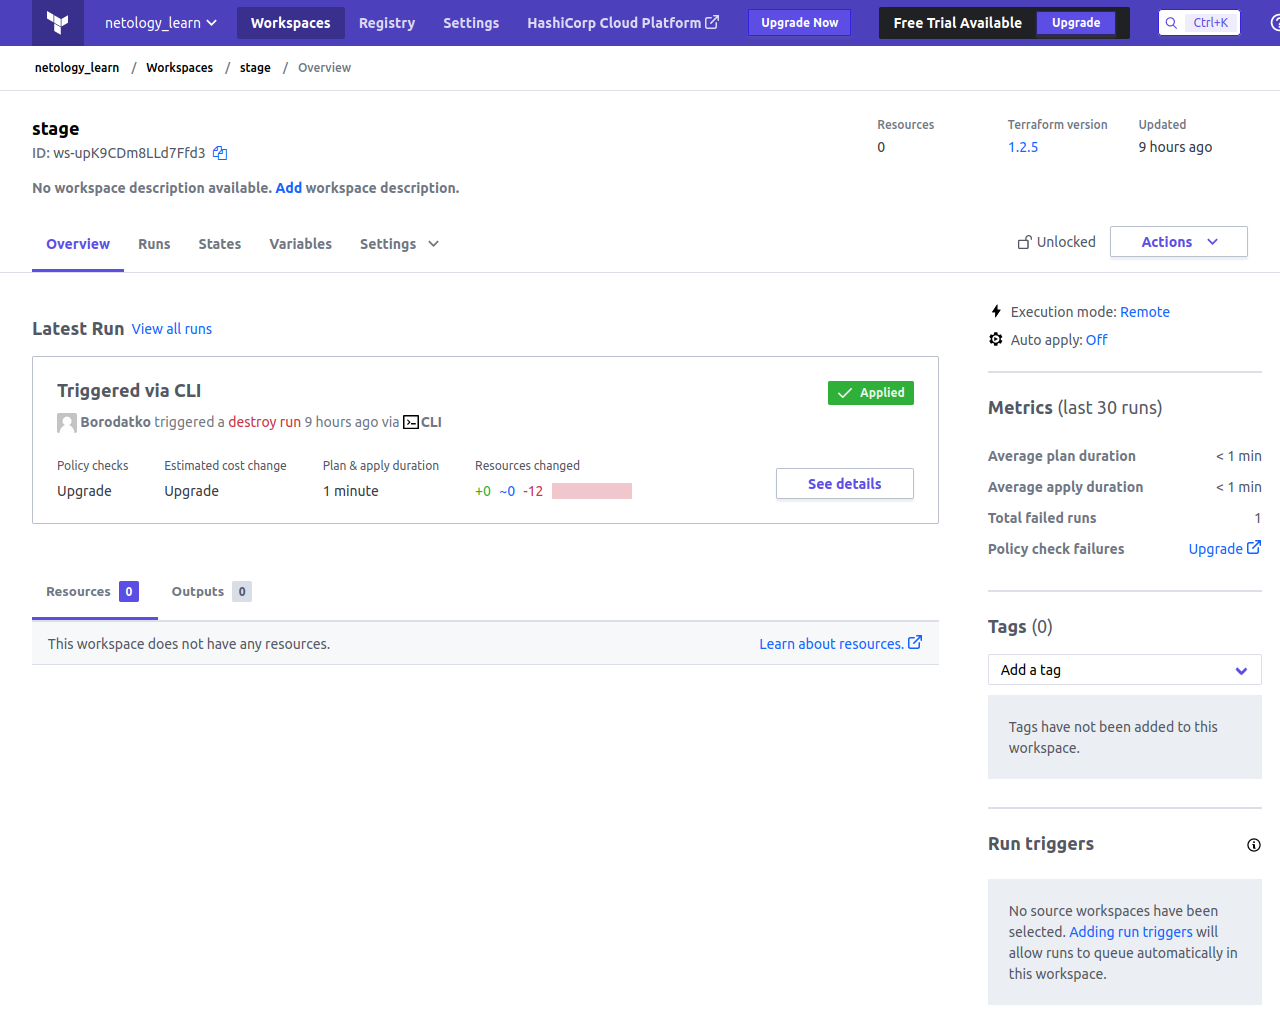 netology_learn Workspaces Registry Settings HashiCorp Cloud Platform Upgrade Now Free Trial Available Upgrade Ctrl+K
netology_learn / Workspaces / stage / Overview
stage
ID: ws-upK9CDm8LLd7Ffd3
No workspace description available. Add workspace description.
Resources
0
Terraform version
1.2.5
Updated
9 hours ago
Overview Runs States Variables Settings
Unlocked Actions
Latest Run View all runs
Triggered via CLI
Applied
Borodatko triggered a destroy run 9 hours ago via CLI
Policy checks
Upgrade
Estimated cost change
Upgrade
Plan & apply duration
1 minute
Resources changed
+0 ~0 -12
See details
Resources 0 Outputs 0
This workspace does not have any resources. Learn about resources.
Execution mode: Remote
Auto apply: Off
Metrics (last 30 runs)
Average plan duration < 1 min
Average apply duration < 1 min
Total failed runs 1
Policy check failures Upgrade
Tags (0)
Add a tag
Tags have not been added to this
workspace.
Run triggers
No source workspaces have been
selected. Adding run triggers will
allow runs to queue automatically in
this workspace.